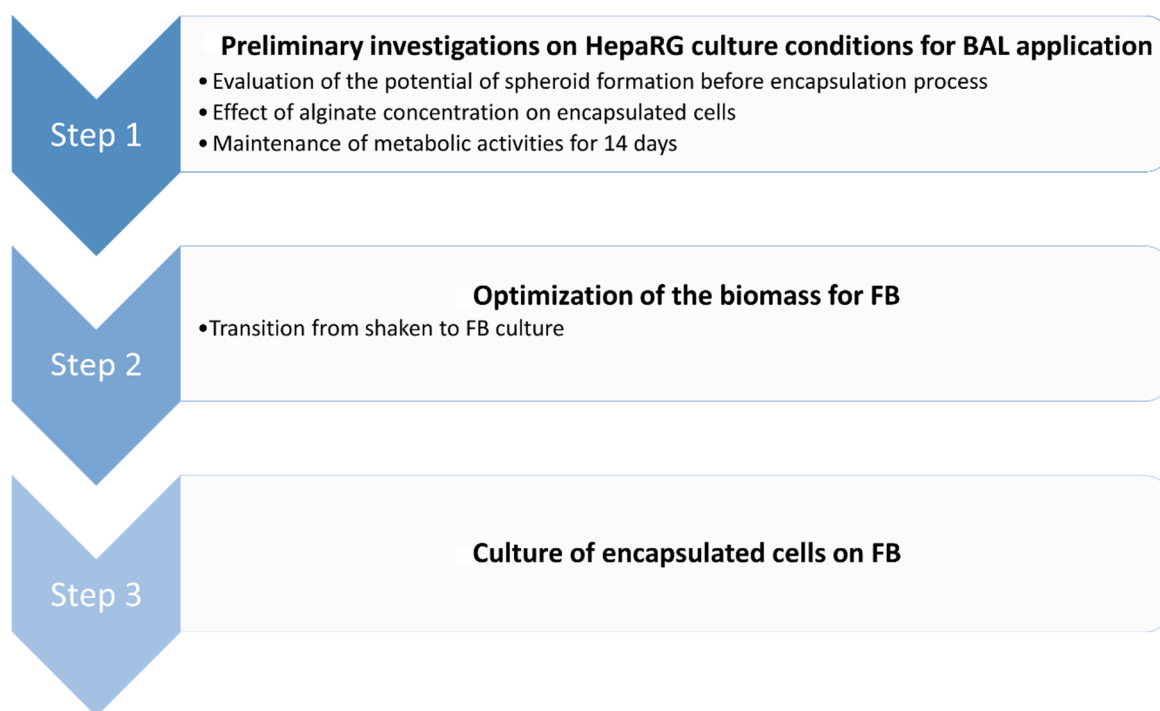 Step 1
Preliminary investigations on HepaRG culture conditions for BAL application
• Evaluation of the potential of spheroid formation before encapsulation process
• Effect of alginate concentration on encapsulated cells
• Maintenance of metabolic activities for 14 days
Step 2
Optimization of the biomass for FB
•Transition from shaken to FB culture
Step 3
Culture of encapsulated cells on FB